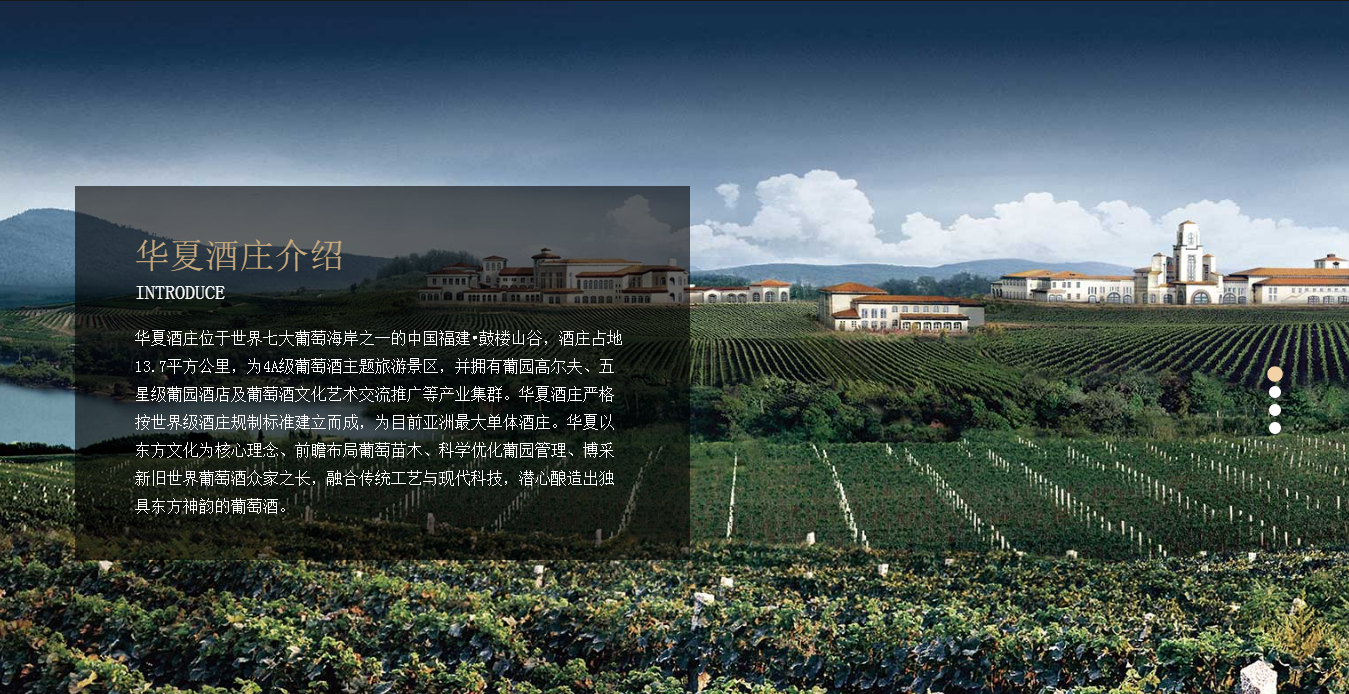 华夏酒庄介绍
INTRODUCE
华夏酒庄位于世界七大葡萄海岸之一的中国福建•鼓楼山谷，酒庄占地
13.7平方公里，为4A级葡萄酒主题旅游景区，并拥有葡园高尔夫、五
星级葡园酒店及葡萄酒文化艺术交流推广等产业集群。华夏酒庄严格
按世界级酒庄规制标准建立而成，为目前亚洲最大单体酒庄。华夏以
东方文化为核心理念、前瞻布局葡萄苗木、科学优化葡园管理、博采
新旧世界葡萄酒众家之长，融合传统工艺与现代科技，潜心酿造出独
具东方神韵的葡萄酒。